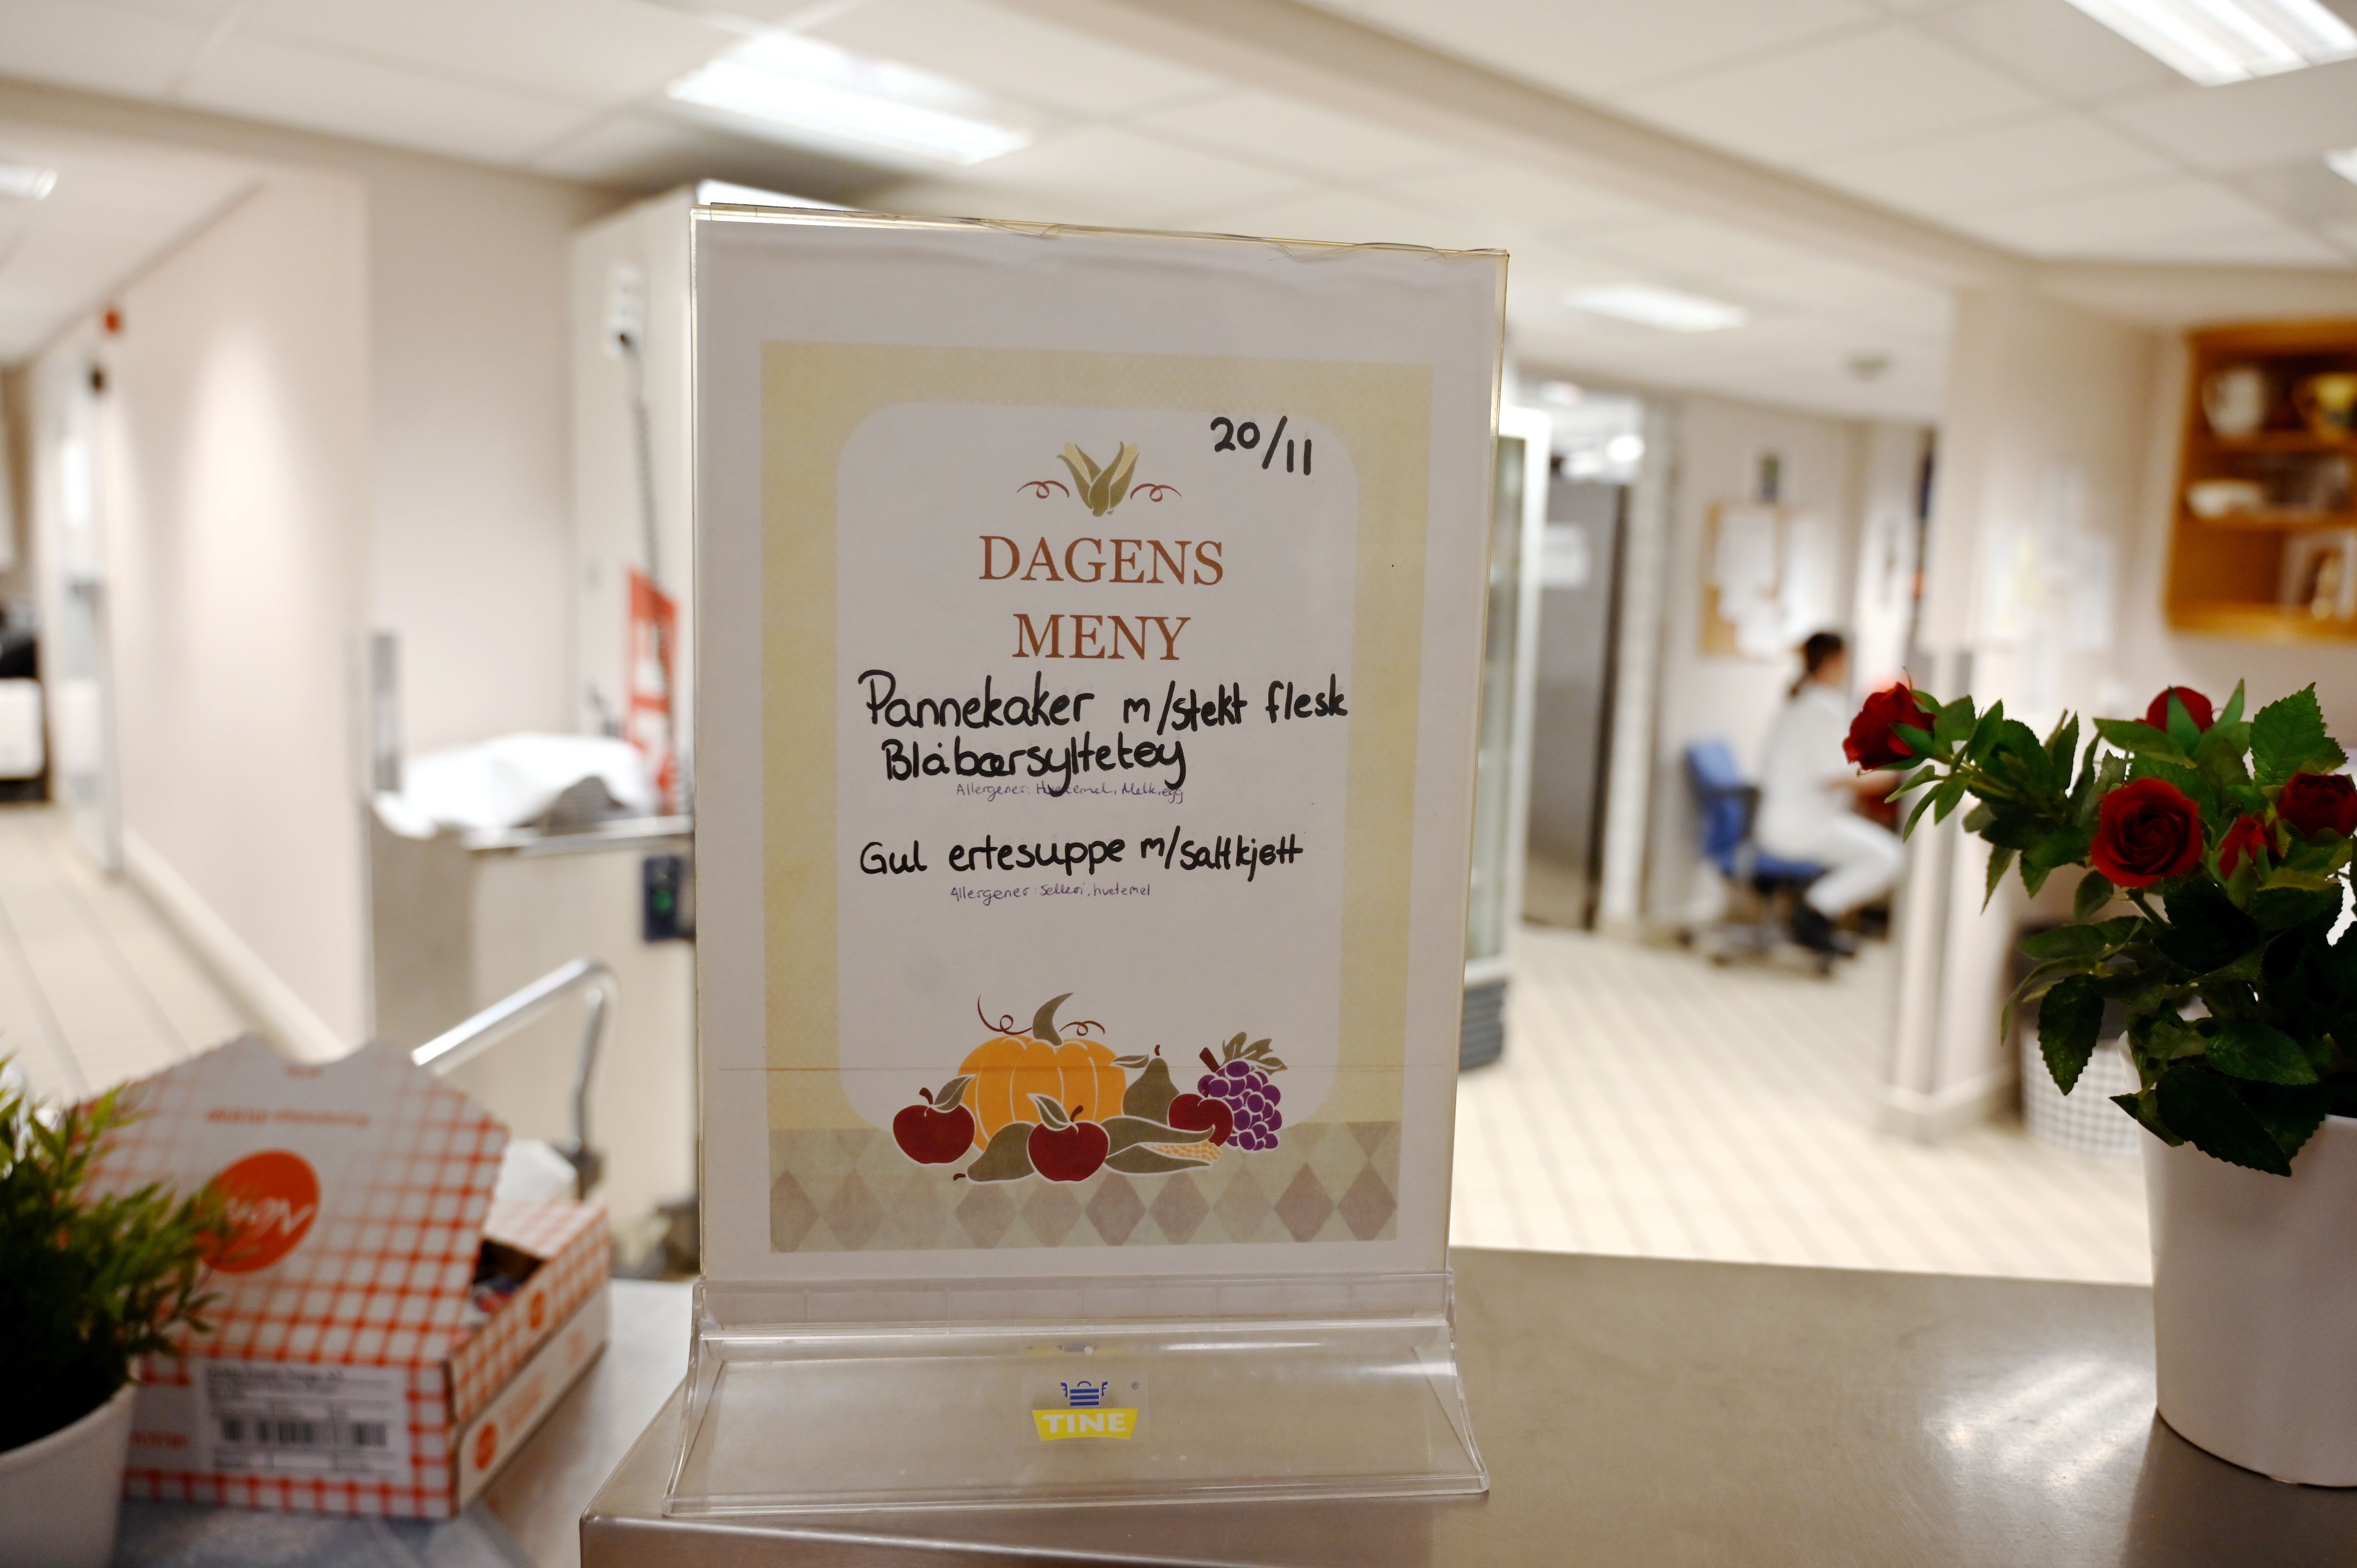 20/11
DAGENS
MENY
Pannekaker m/stekt flesk
Blåbærsyltetøy
Allergener: Hvetemel, Melk, egg
Gul ertesuppe m/saltkjøtt
Allergener: Selleri, hvetemel
TINE